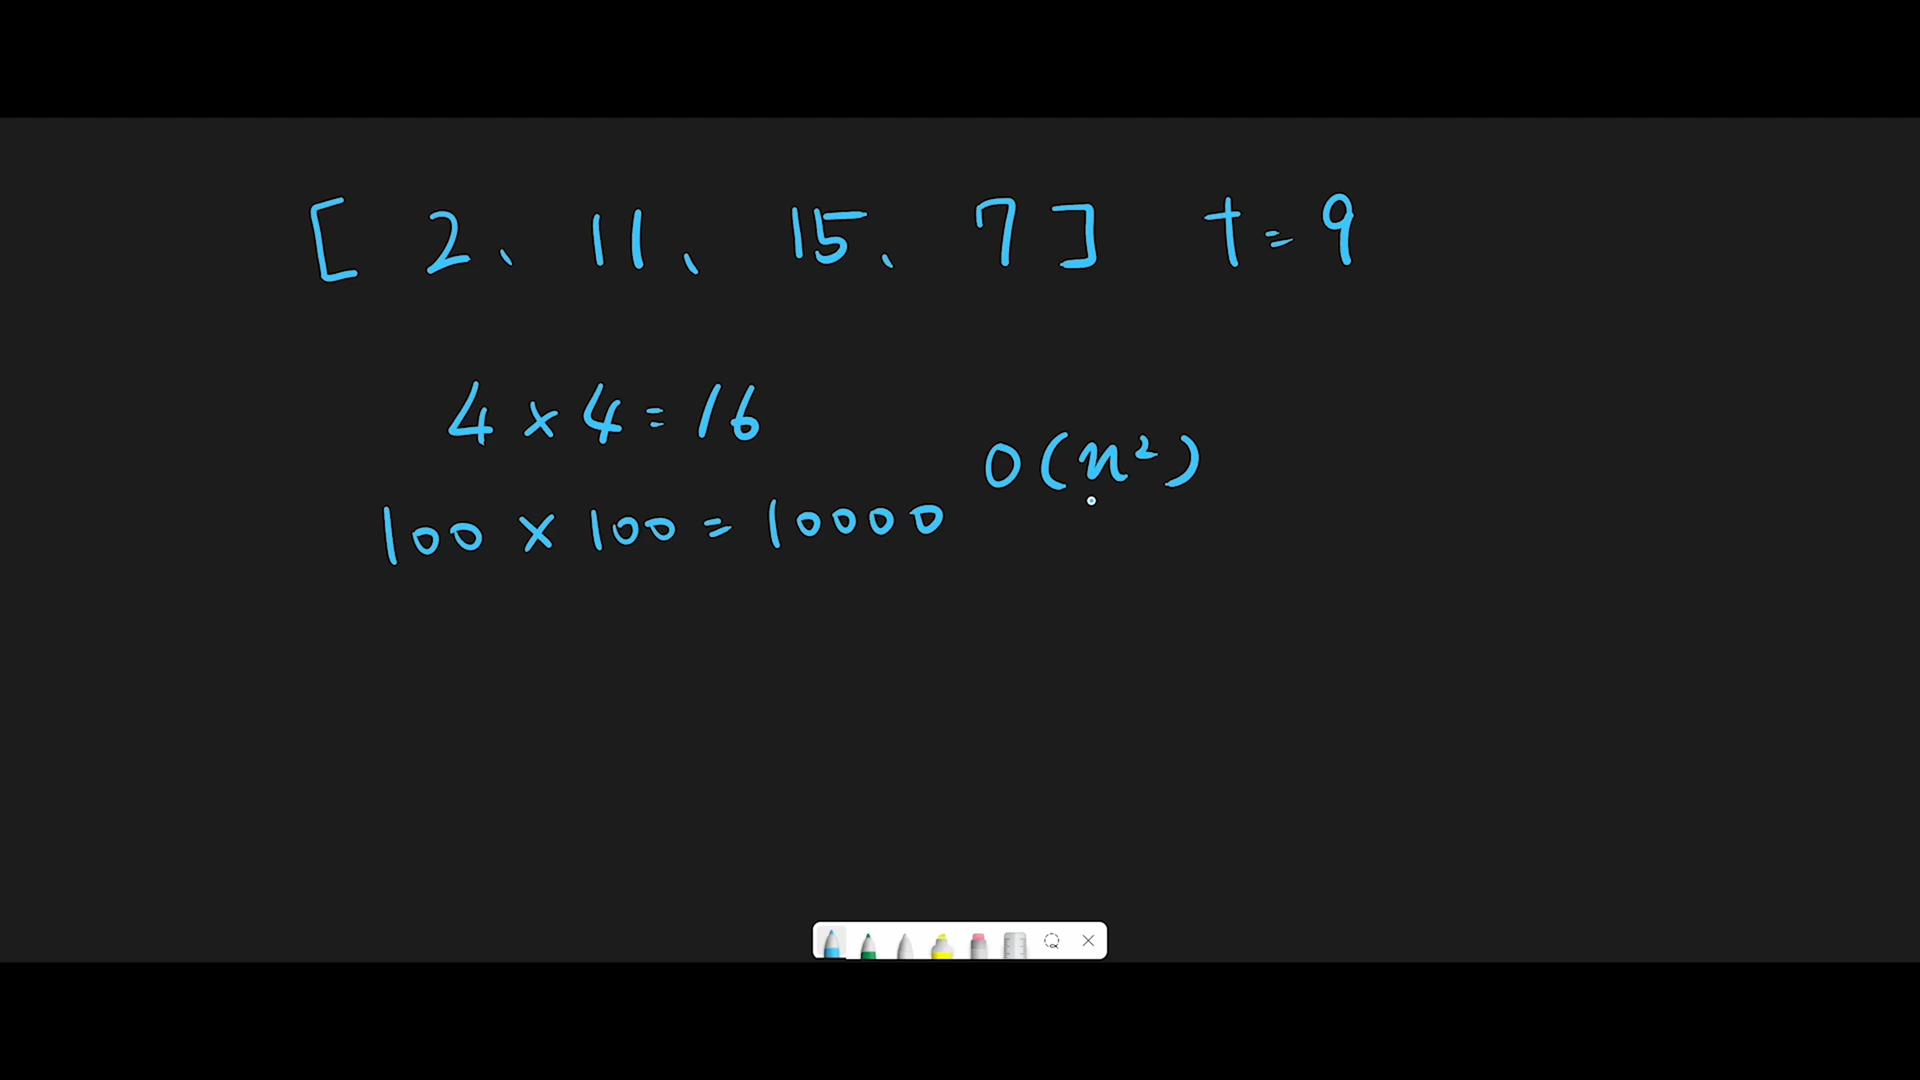 [ 2、11、15、7 ] t=9
4×4=16
O(n²)
100×100=10000